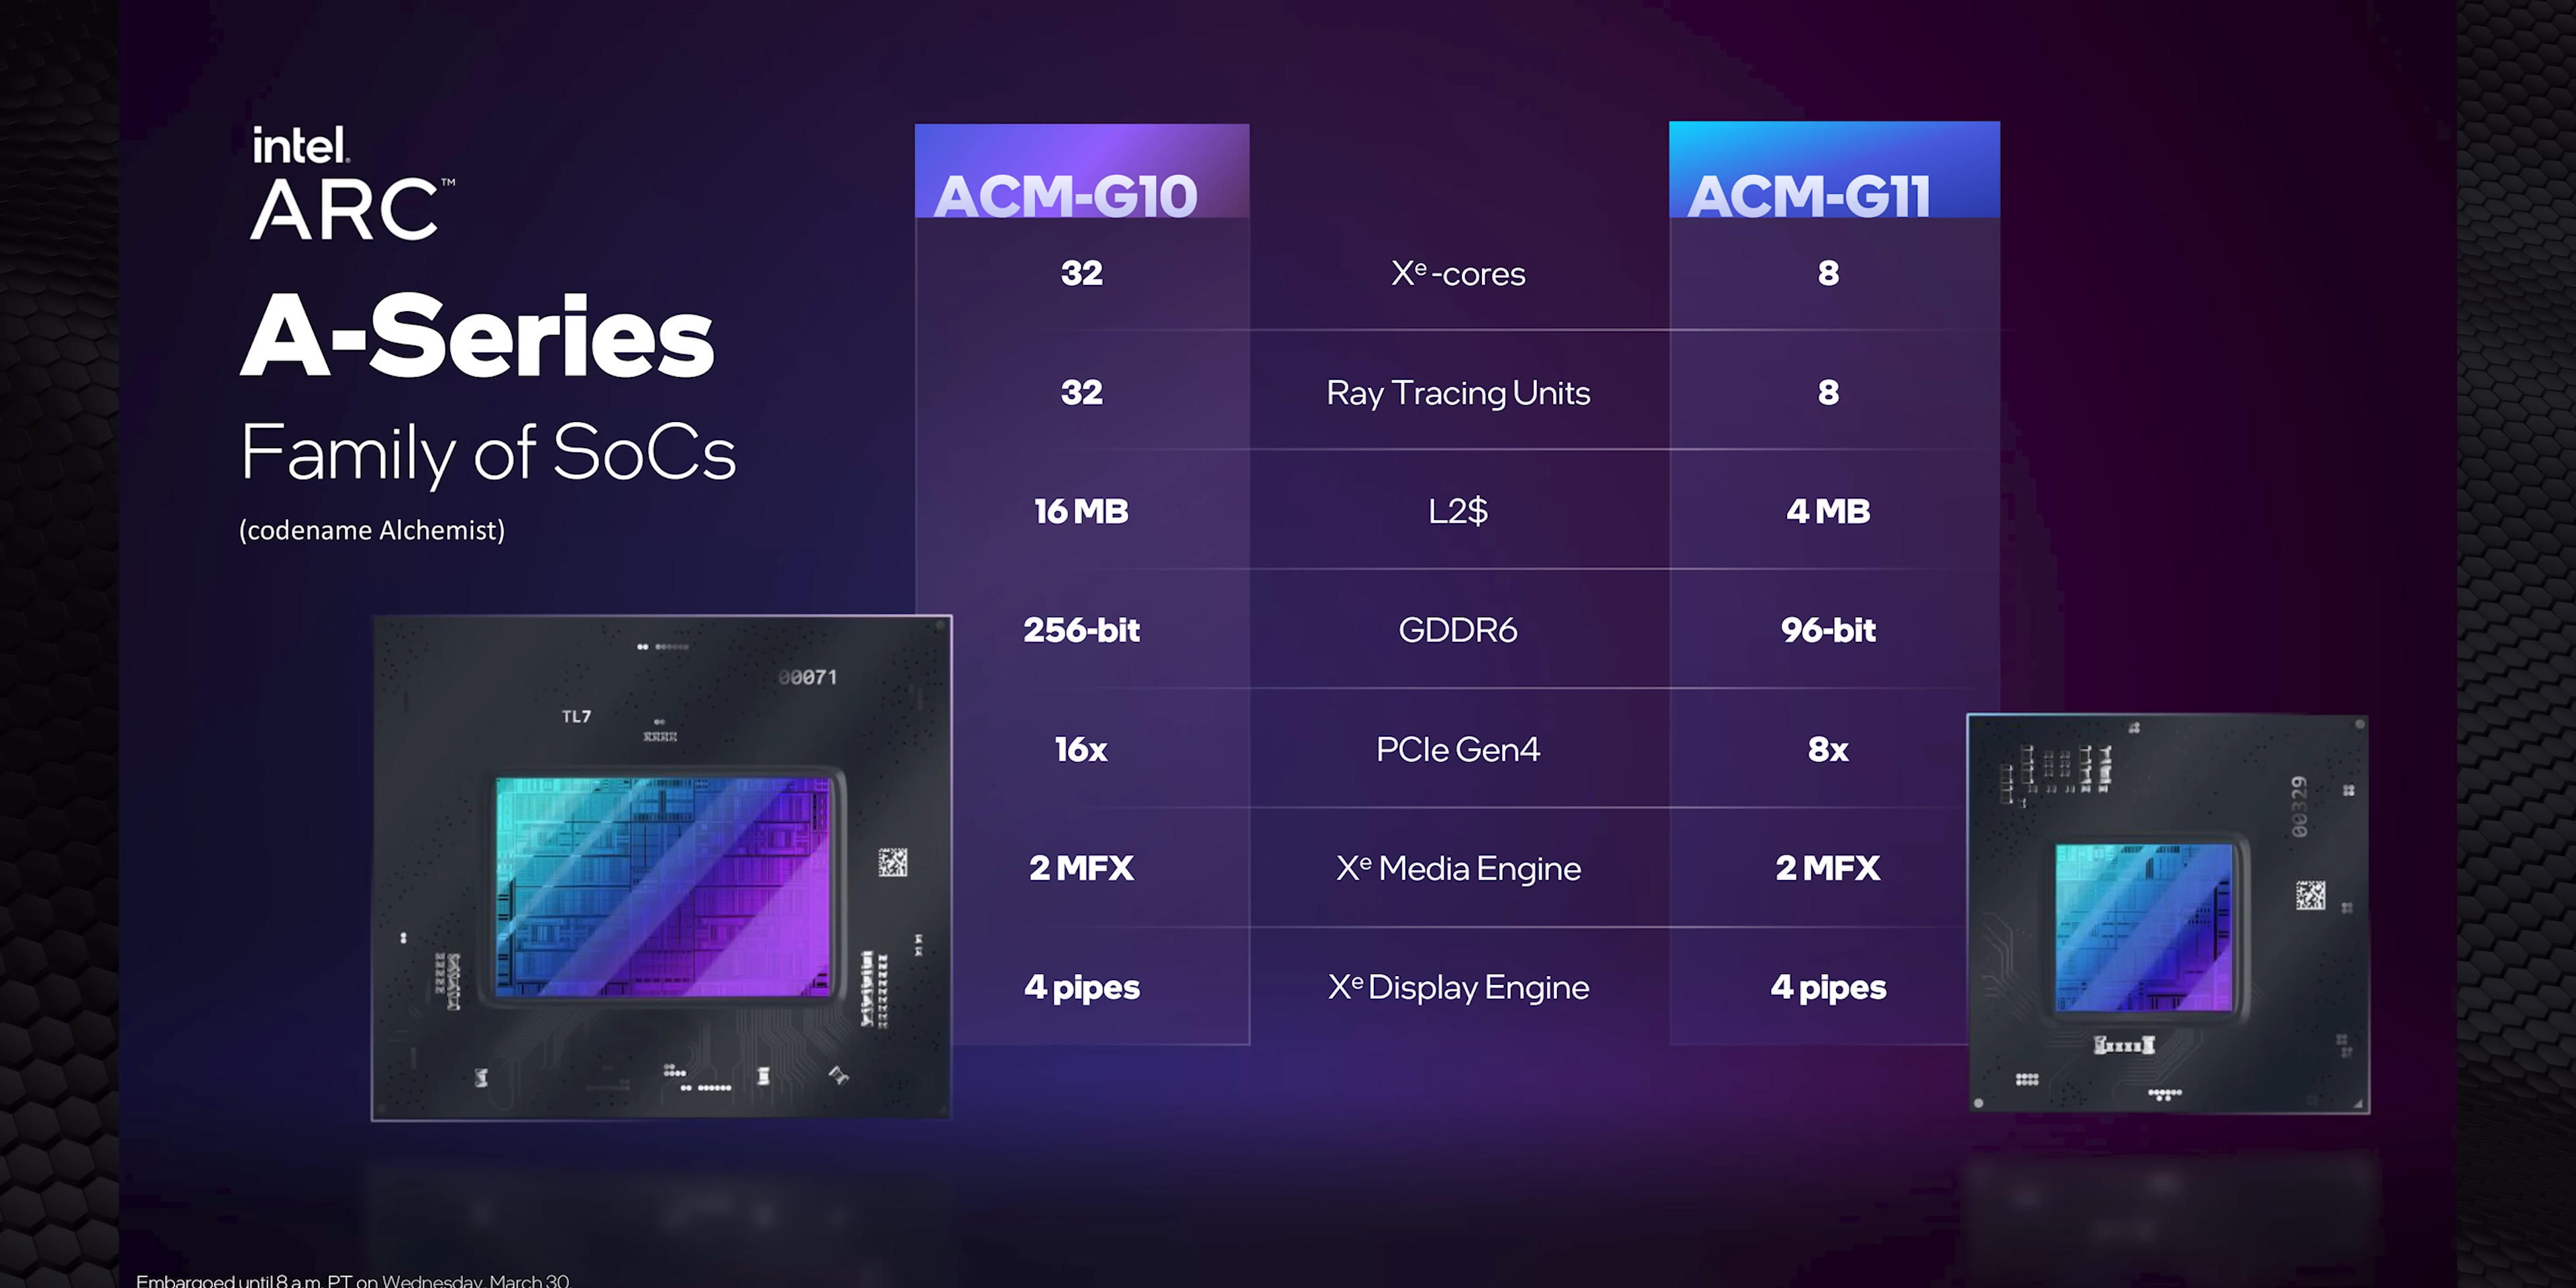 intel.
ARC™
A-Series
Family of SoCs
(codename Alchemist)
ACM-G10
ACM-G11
32 Xe-cores 8
32 Ray Tracing Units 8
16 MB L2$ 4 MB
256-bit GDDR6 96-bit
16x PCIe Gen4 8x
2 MFX Xe Media Engine 2 MFX
4 pipes Xe Display Engine 4 pipes
00071
TL7
00329
Embargoed until 8 a.m. PT on Wednesday, March 30.